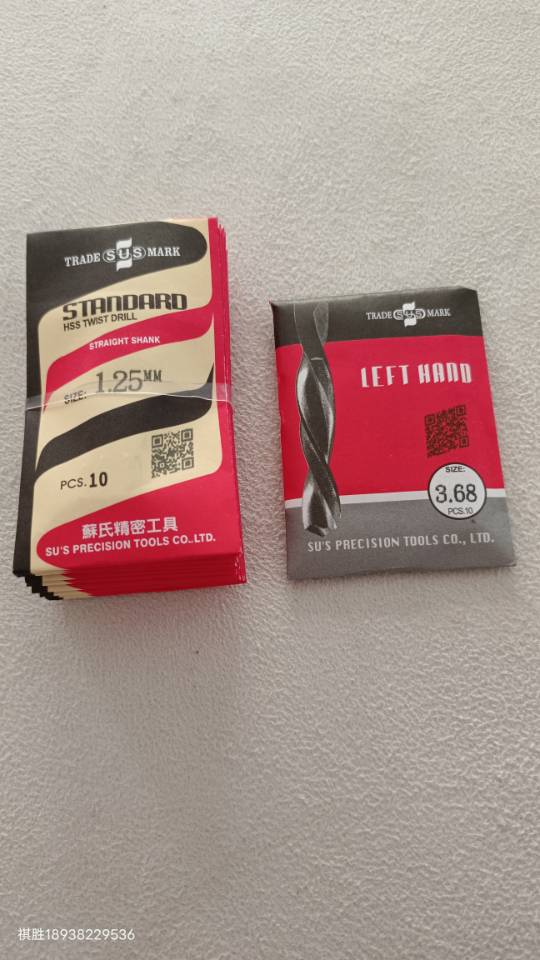 TRADE SUS MARK
STANDARD
HSS TWIST DRILL
STRAIGHT SHANK
SIZE: 1.25MM
PCS.10
蘇氏精密工具
SU'S PRECISION TOOLS CO.,LTD.
TRADE SUS MARK
LEFT HAND
SIZE:
3.68
PCS.10
SU'S PRECISION TOOLS CO., LTD.
祺胜18938229536